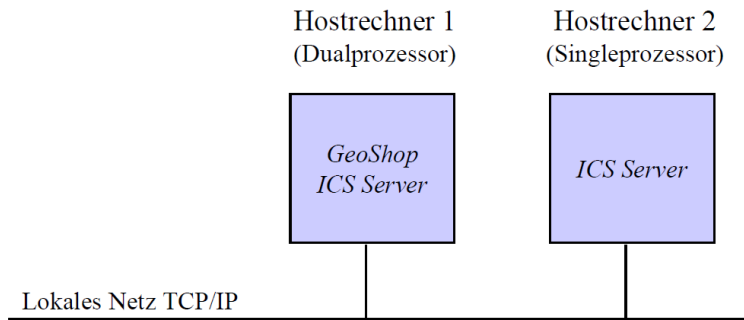 Hostrechner 1
(Dualprozessor)
Hostrechner 2
(Singleprozessor)
GeoShop
ICS Server
ICS Server
Lokales Netz TCP/IP